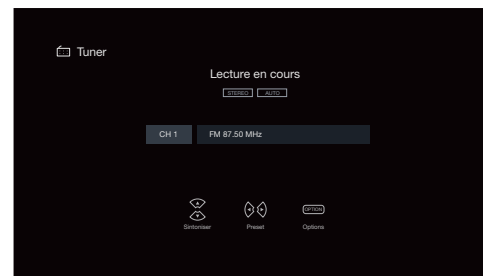 Tuner
Lecture en cours
STEREO AUTO
CH 1 FM 87.50 MHz
OPTION
Sintoniser Preset Options